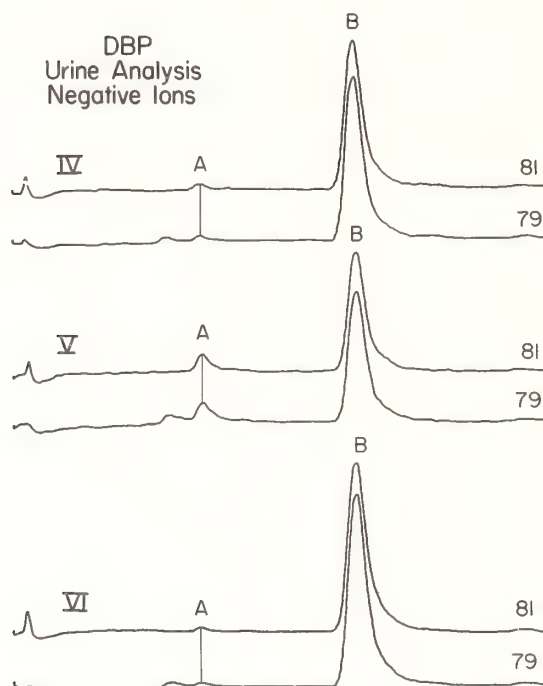 DBP
Urine Analysis
Negative Ions
B
IV
A
81
79
B
V
A
81
79
B
VI
A
81
79